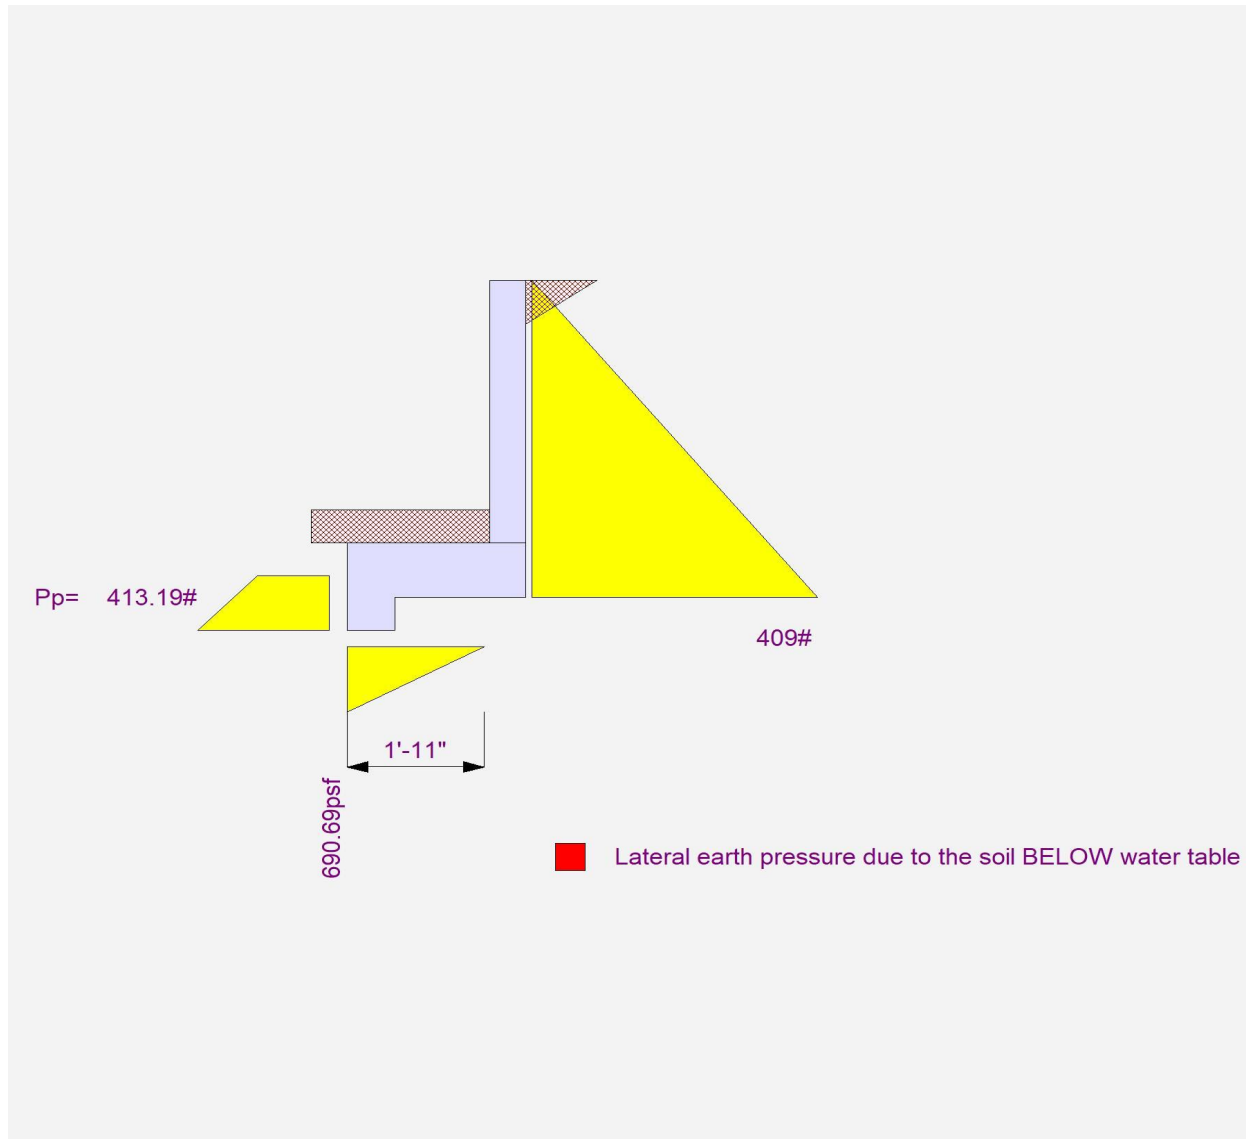 Pp= 413.19#
409#
1'-11"
690.69psf
Lateral earth pressure due to the soil BELOW water table